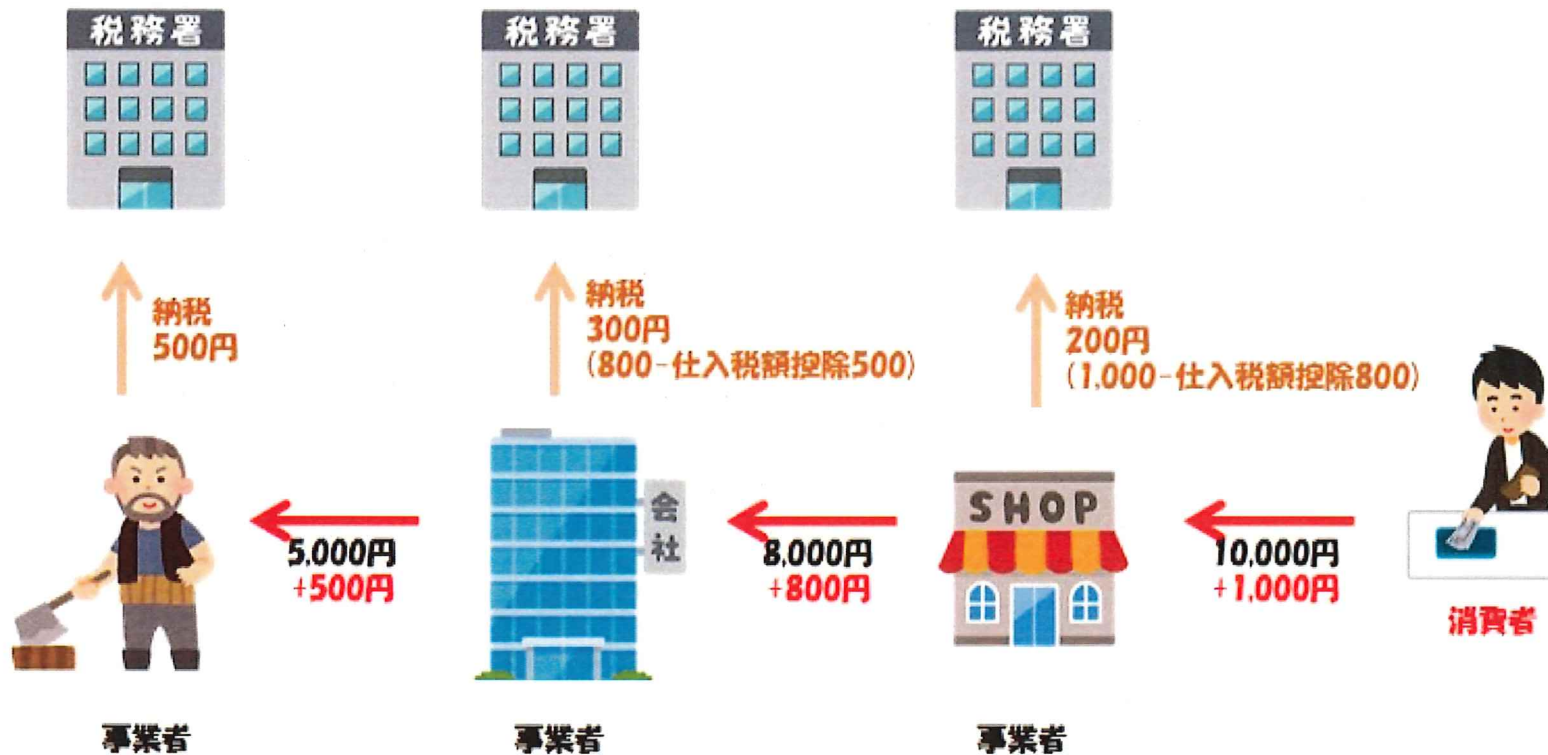 税務署
税務署
税務署
納税
500円
納税
300円
(800-仕入税額控除500)
納税
200円
(1,000-仕入税額控除800)
会社
SHOP
5,000円
+500円
8,000円
+800円
10,000円
+1,000円
消費者
事業者
事業者
事業者